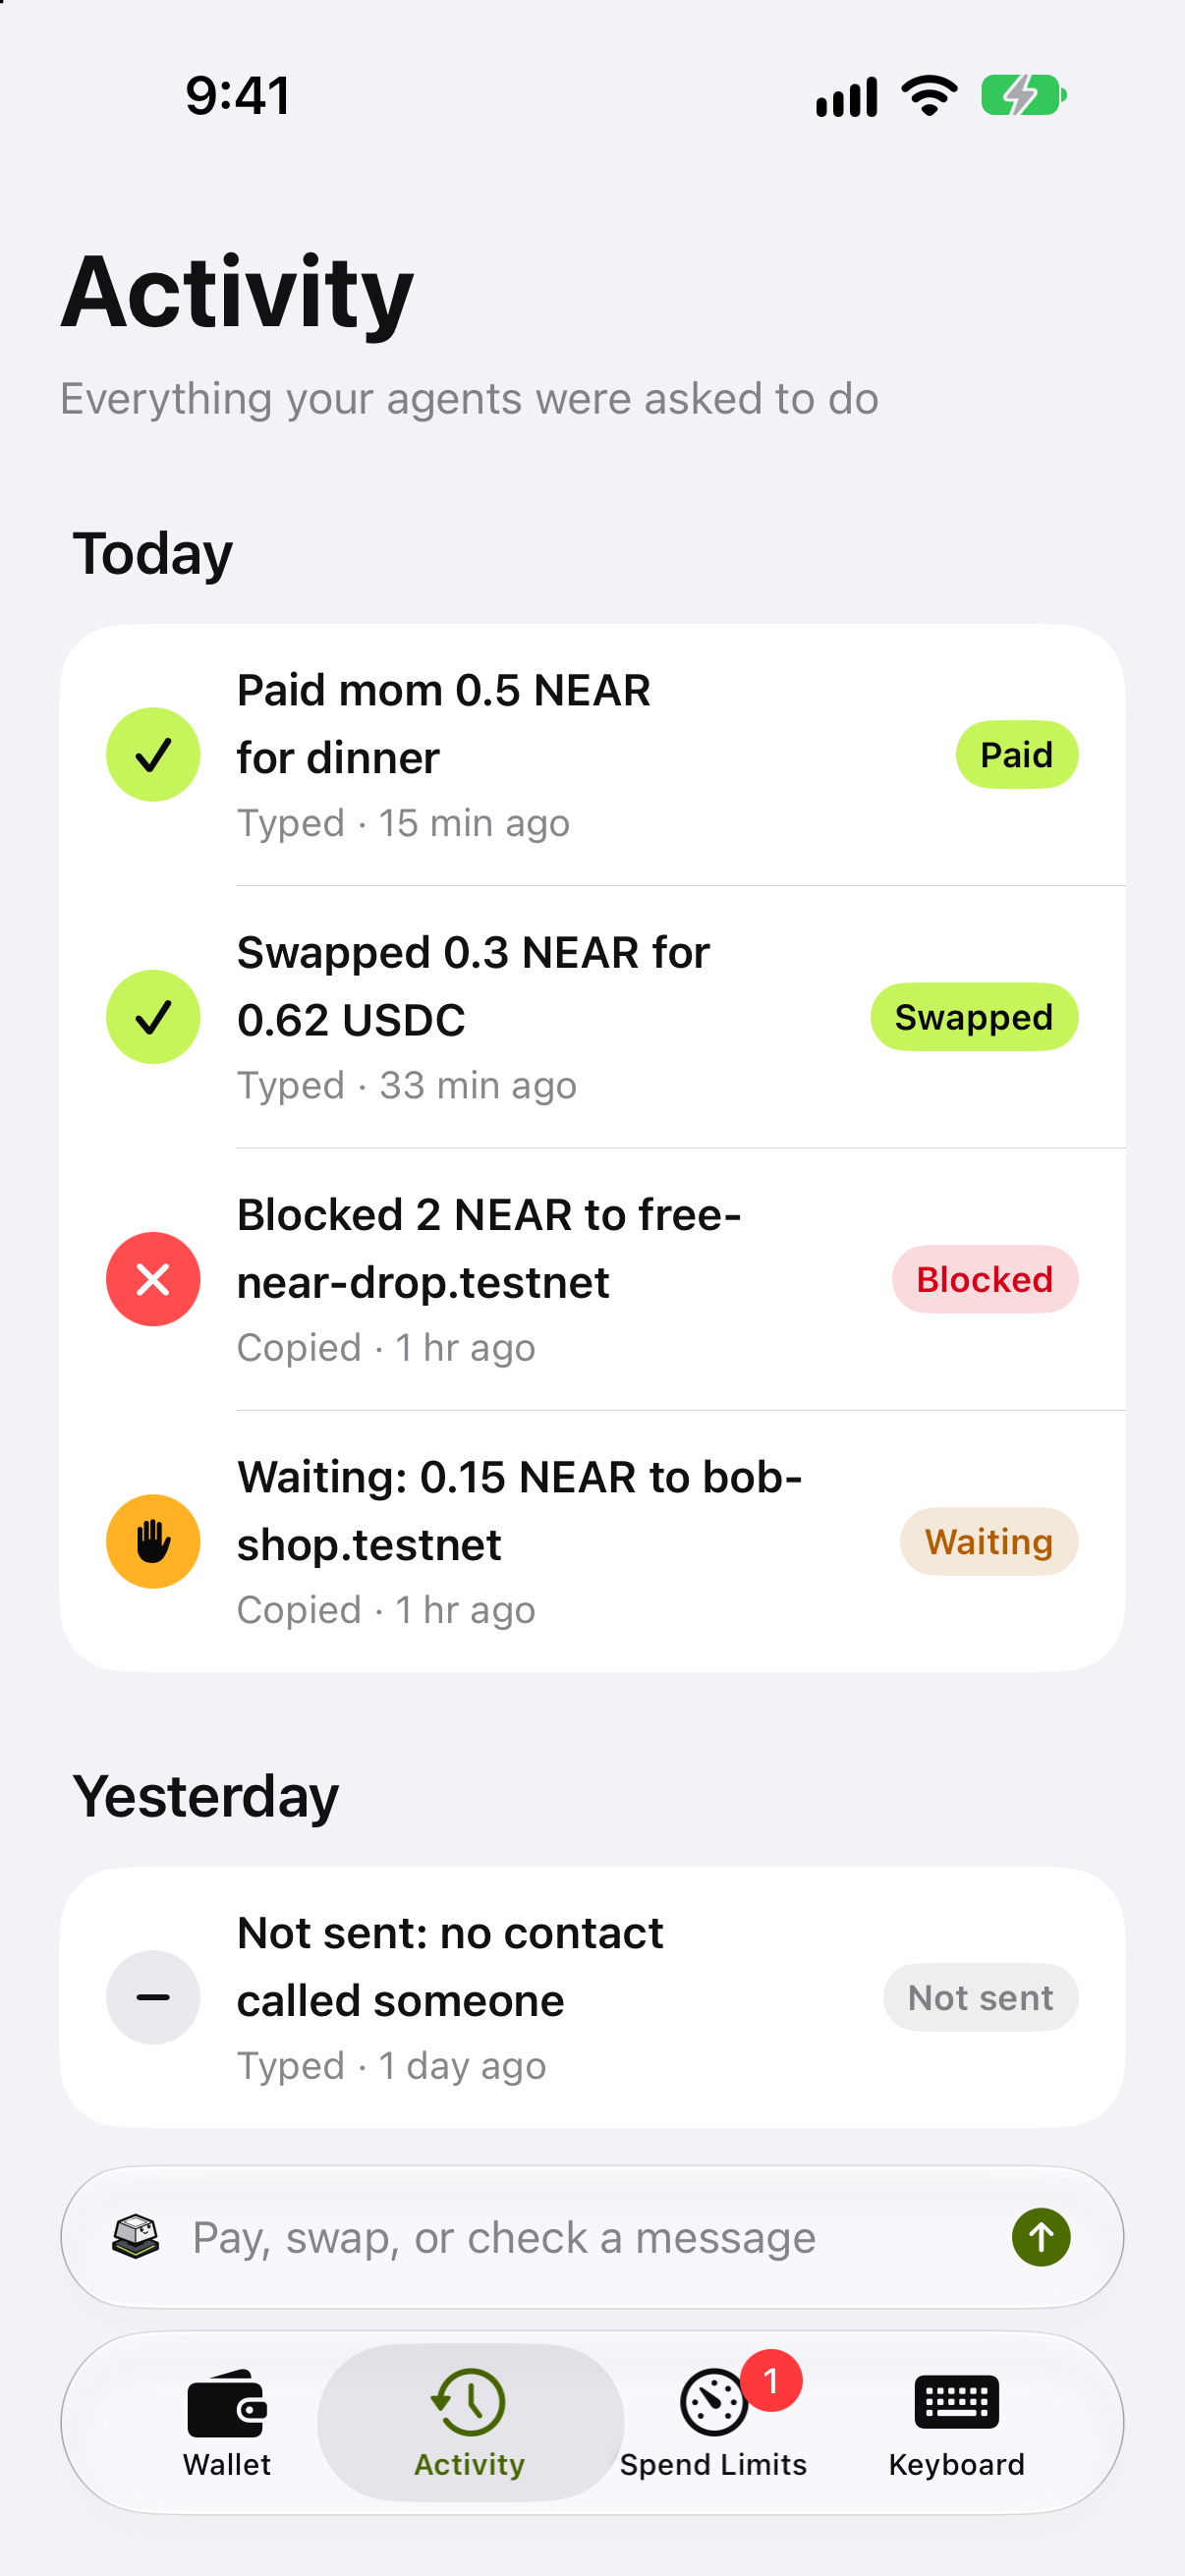 9:41
Activity
Everything your agents were asked to do
Today
Paid mom 0.5 NEAR
for dinner
Typed · 15 min ago
Paid
Swapped 0.3 NEAR for
0.62 USDC
Typed · 33 min ago
Swapped
Blocked 2 NEAR to free-
near-drop.testnet
Copied · 1 hr ago
Blocked
Waiting: 0.15 NEAR to bob-
shop.testnet
Copied · 1 hr ago
Waiting
Yesterday
Not sent: no contact
called someone
Typed · 1 day ago
Not sent
Pay, swap, or check a message
1
Wallet
Activity
Spend Limits
Keyboard